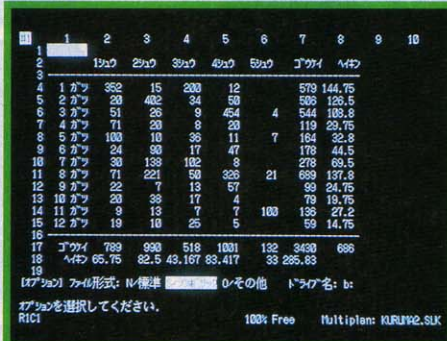 #1 1 2 3 4 5 6 7 8 9 10
1
2 1シュウ 2シュウ 3シュウ 4シュウ 5シュウ ゴウケイ ヘイキン
3
4 1 ガツ 352 15 200 12 579 144.75
5 2 ガツ 20 402 34 50 506 126.5
6 3 ガツ 51 26 9 454 4 544 108.8
7 4 ガツ 71 20 8 20 119 29.75
8 5 ガツ 100 10 36 11 7 164 32.8
9 6 ガツ 24 90 17 47 178 44.5
10 7 ガツ 30 138 102 8 278 69.5
11 8 ガツ 71 221 50 326 21 689 137.8
12 9 ガツ 22 7 13 57 99 24.75
13 10 ガツ 20 38 17 4 79 19.75
14 11 ガツ 9 13 7 7 100 136 27.2
15 12 ガツ 19 10 25 5 59 14.75
16
17 ゴウケイ 789 990 518 1001 132 3430 686
18 ヘイキン 65.75 82.5 43.167 83.417 33 285.83
19
[オプション] ファイル形式: N/標準 O/その他 ドライブ名: b:
オプションを選択してください。
R1C1 100% Free Multiplan: KURUMA2.SLK